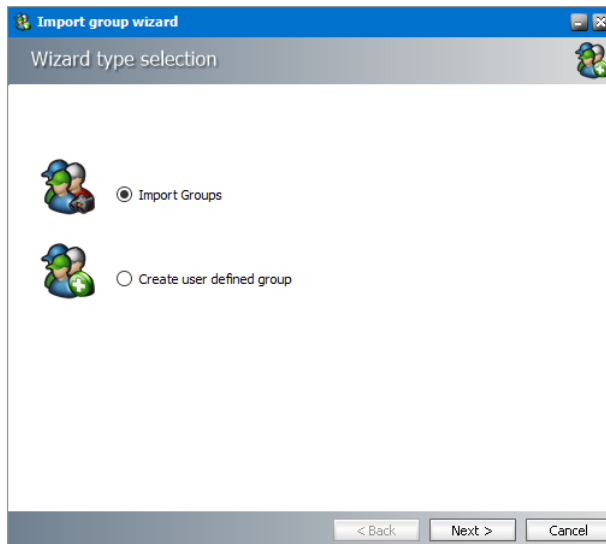 Import group wizard
Wizard type selection
Import Groups
Create user defined group
< Back Next > Cancel